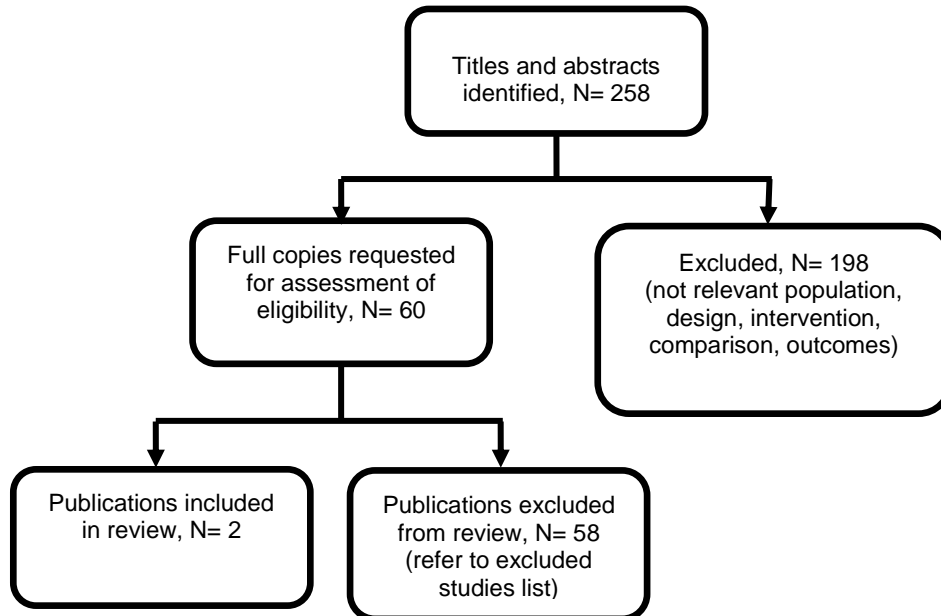 Titles and abstracts
identified, N= 258
Full copies requested
for assessment of
eligibility, N= 60
Excluded, N= 198
(not relevant population,
design, intervention,
comparison, outcomes)
Publications included
in review, N= 2
Publications excluded
from review, N= 58
(refer to excluded
studies list)